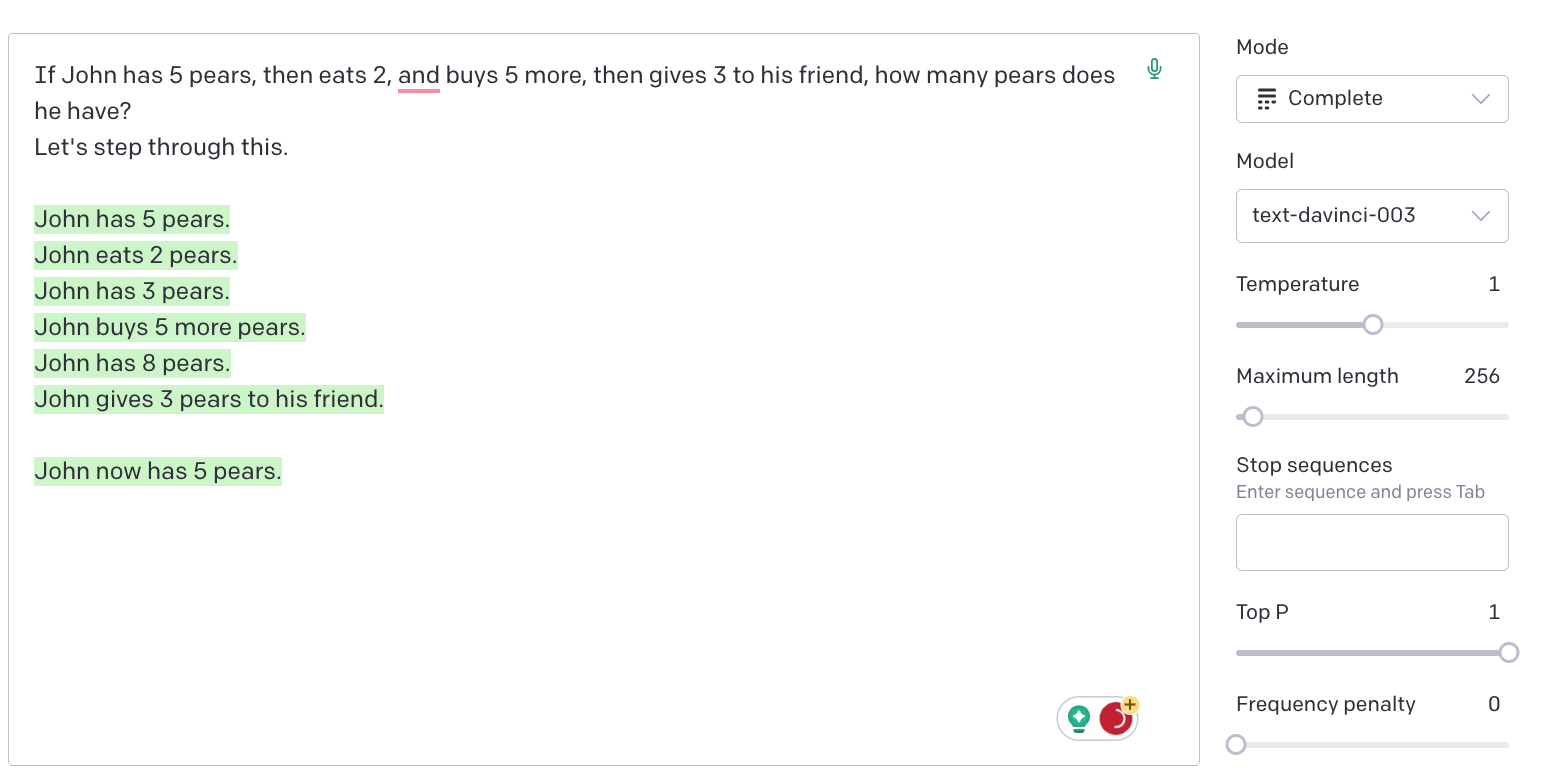 If John has 5 pears, then eats 2, and buys 5 more, then gives 3 to his friend, how many pears does
he have?
Let's step through this.
John has 5 pears.
John eats 2 pears.
John has 3 pears.
John buys 5 more pears.
John has 8 pears.
John gives 3 pears to his friend.
John now has 5 pears.
Mode
Complete
Model
text-davinci-003
Temperature 1
Maximum length 256
Stop sequences
Enter sequence and press Tab
Top P 1
Frequency penalty 0